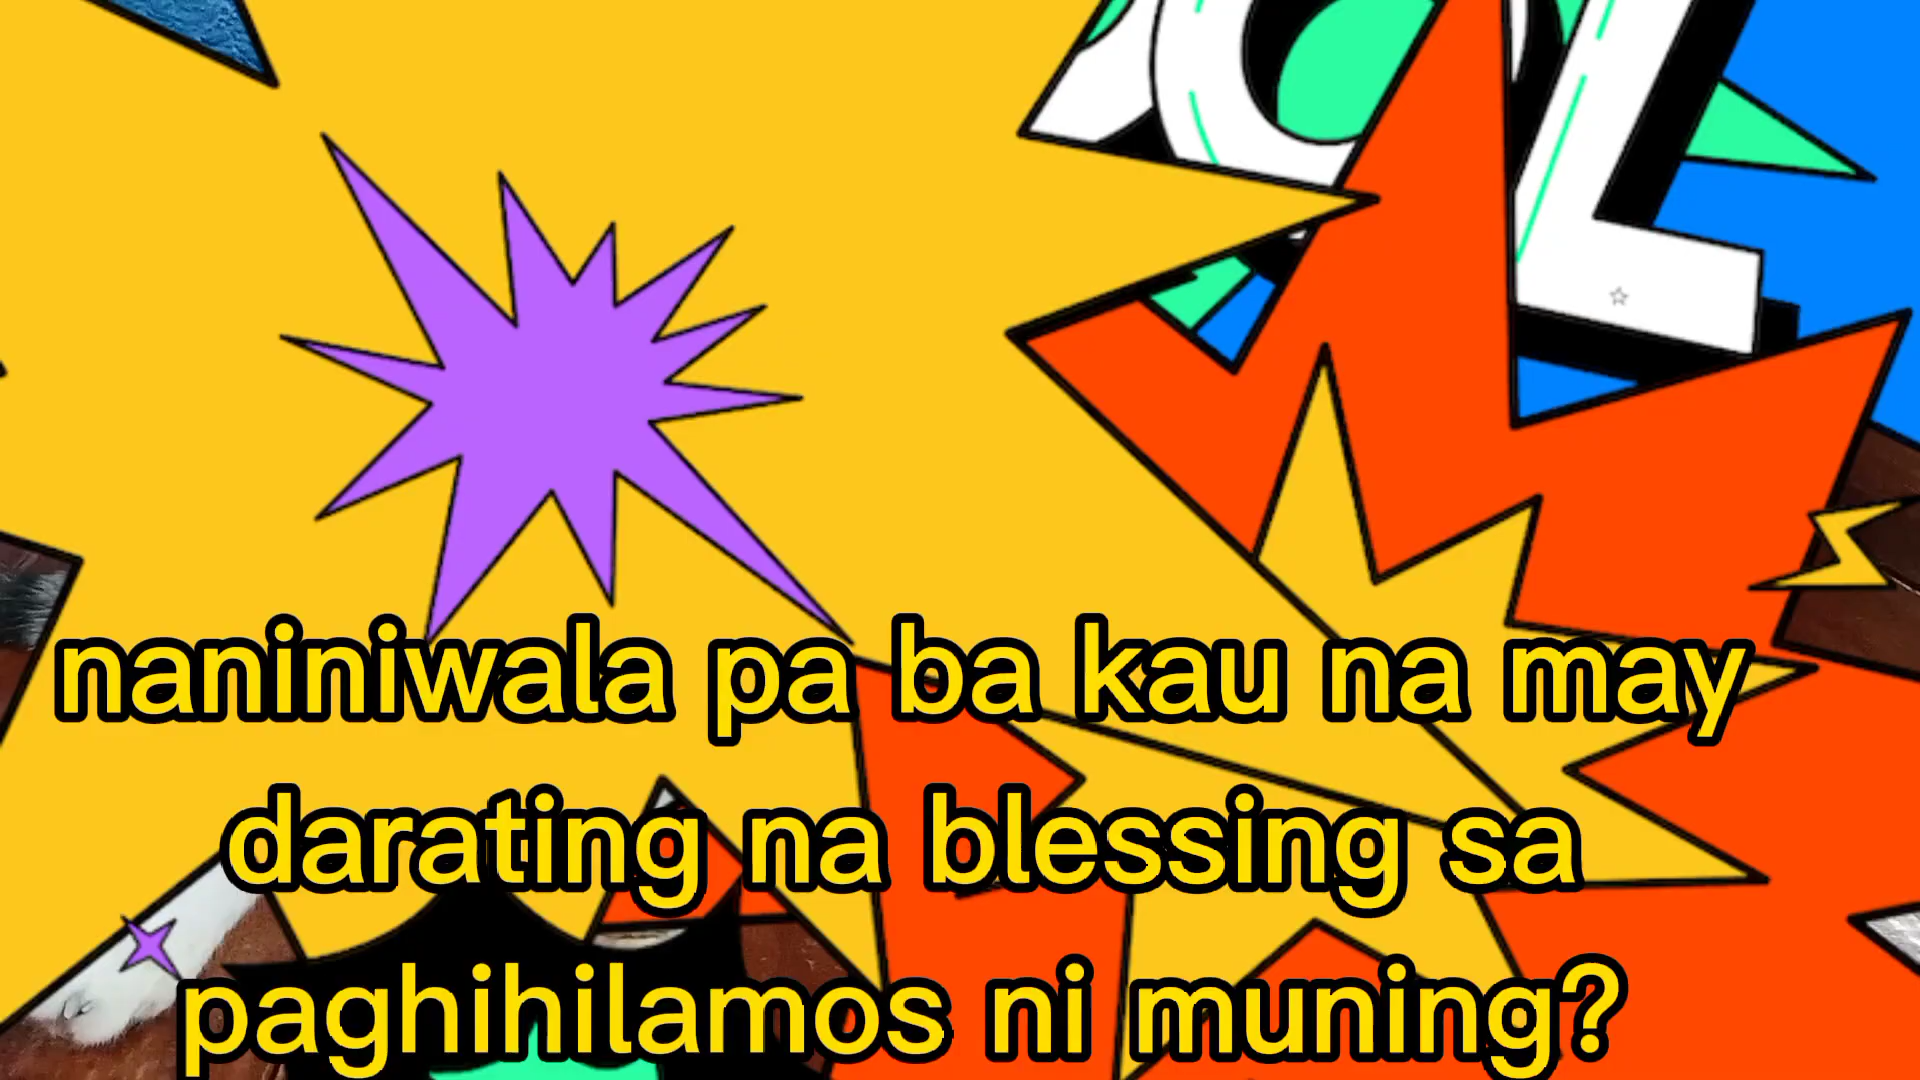 naniniwala pa ba kau na may
darating na blessing sa
paghihilamos ni muning?